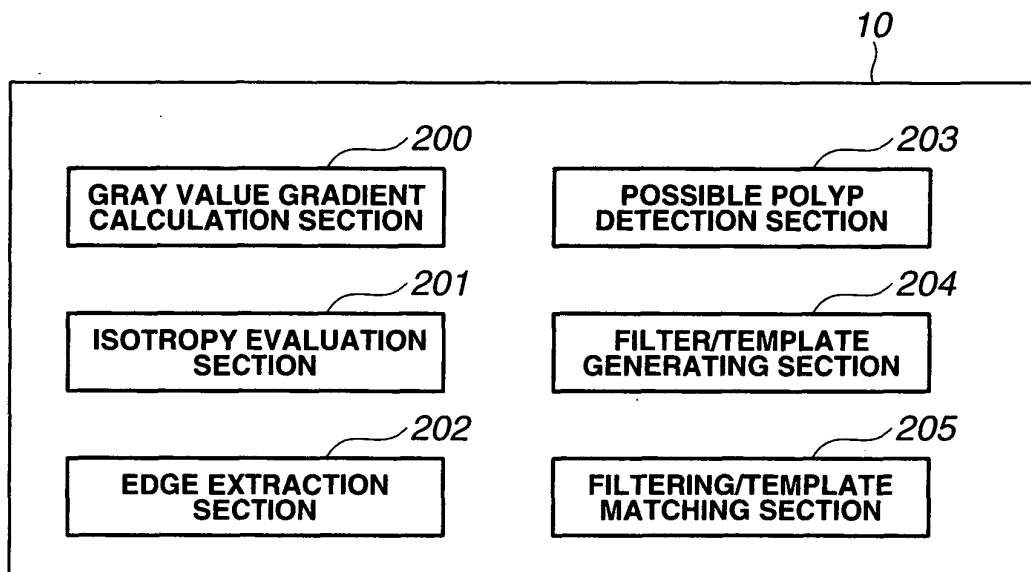 10
200
GRAY VALUE GRADIENT
CALCULATION SECTION
203
POSSIBLE POLYP
DETECTION SECTION
201
ISOTROPY EVALUATION
SECTION
204
FILTER/TEMPLATE
GENERATING SECTION
202
EDGE EXTRACTION
SECTION
205
FILTERING/TEMPLATE
MATCHING SECTION